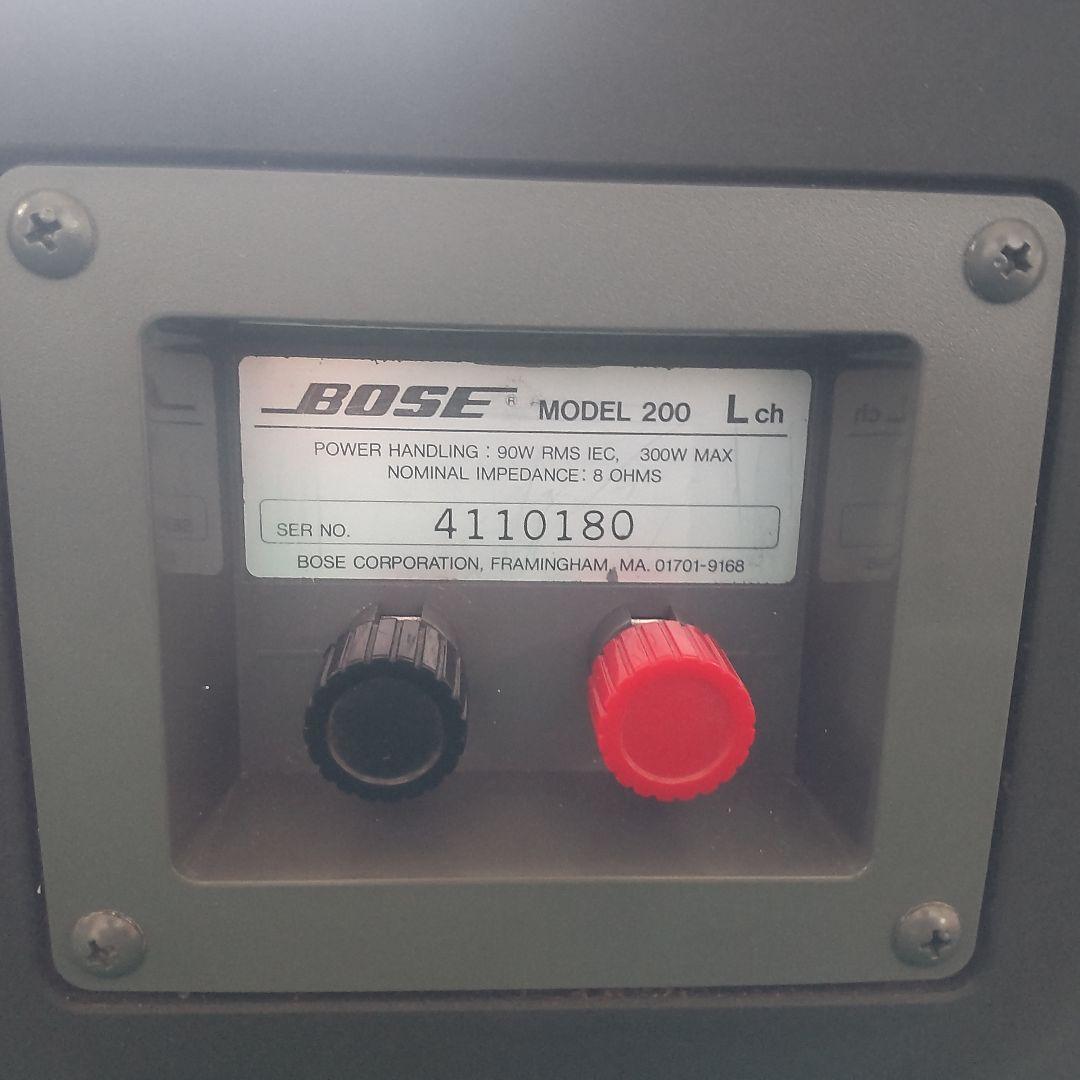 BOSE® MODEL 200 L ch
POWER HANDLING : 90W RMS IEC, 300W MAX
NOMINAL IMPEDANCE: 8 OHMS
SER NO. 4110180
BOSE CORPORATION, FRAMINGHAM, MA. 01701-9168